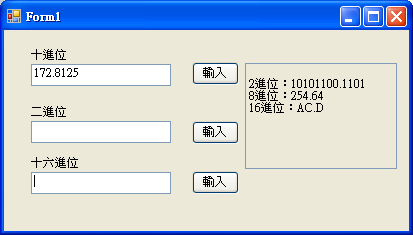 Form1
十進位
172.8125
輸入
2進位：10101100.1101
8進位：254.64
16進位：AC.D
二進位
輸入
十六進位
輸入